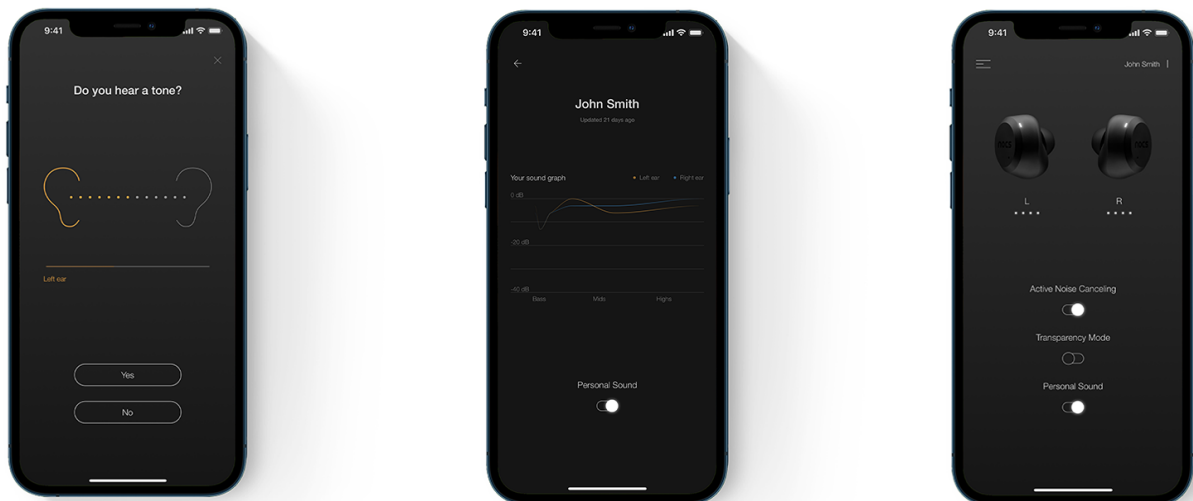 9:41
Do you hear a tone?
Left ear
Yes
No
9:41
John Smith
Updated 21 days ago
Your sound graph
Left ear
Right ear
0 dB
-20 dB
-40 dB
Bass
Mids
Highs
Personal Sound
9:41
John Smith
L
R
Active Noise Canceling
Transparency Mode
Personal Sound